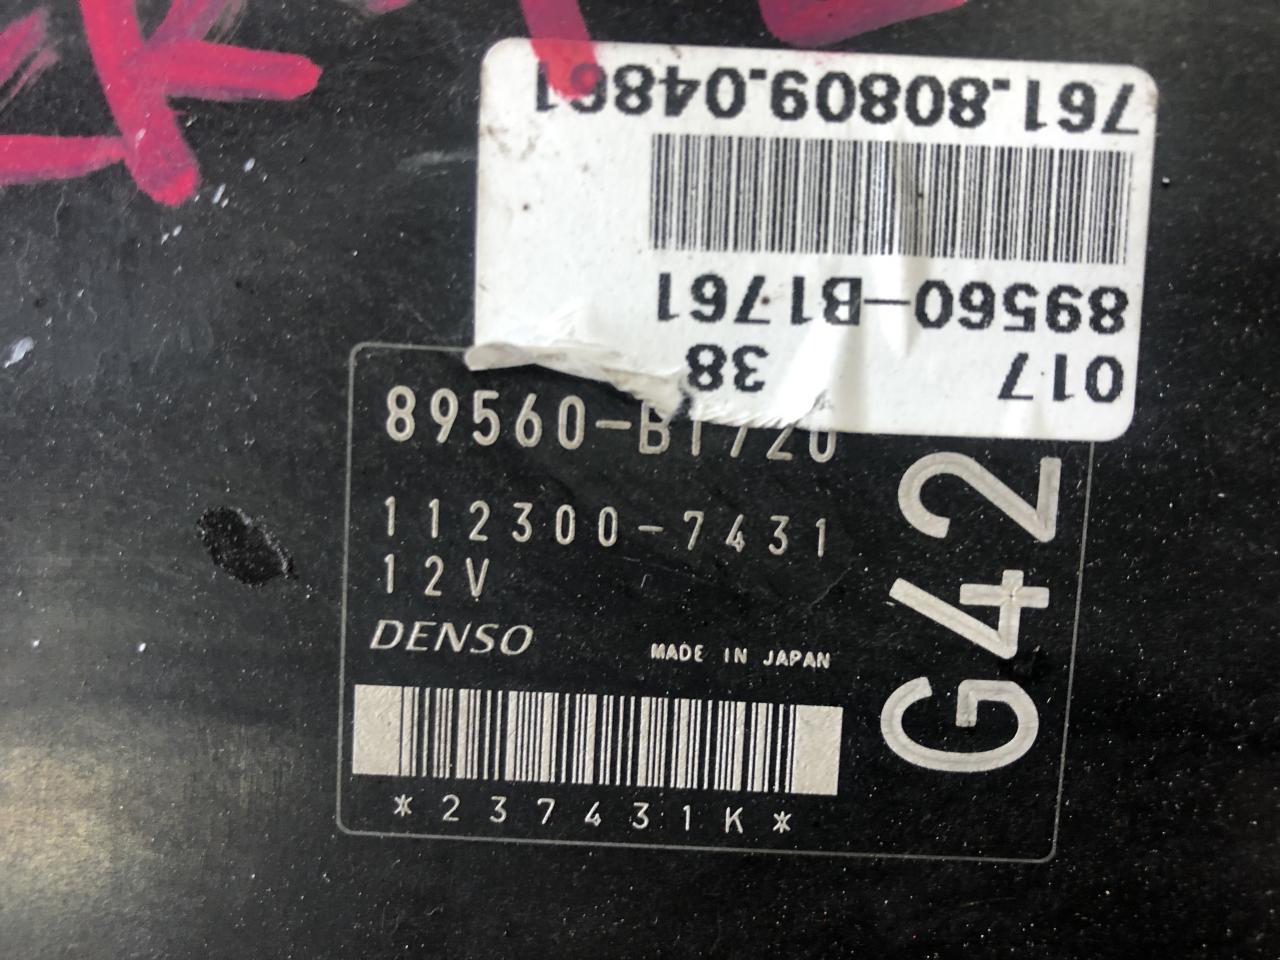 761.80809.04861
89560-B1761
38
017
89560-B1720
112300-7431
12V
DENSO
MADE IN JAPAN
*237431K*
G42